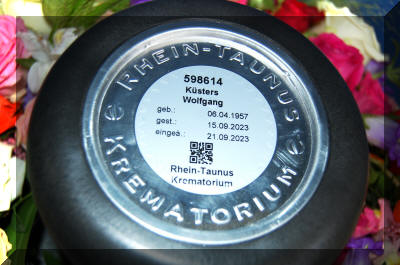 RHEIN-TAUNUS
598614
Küsters
Wolfgang
geb.: 06.04.1957
gest.: 15.09.2023
eingeä.: 21.09.2023
Rhein-Taunus
Krematorium
KREMATORIUM